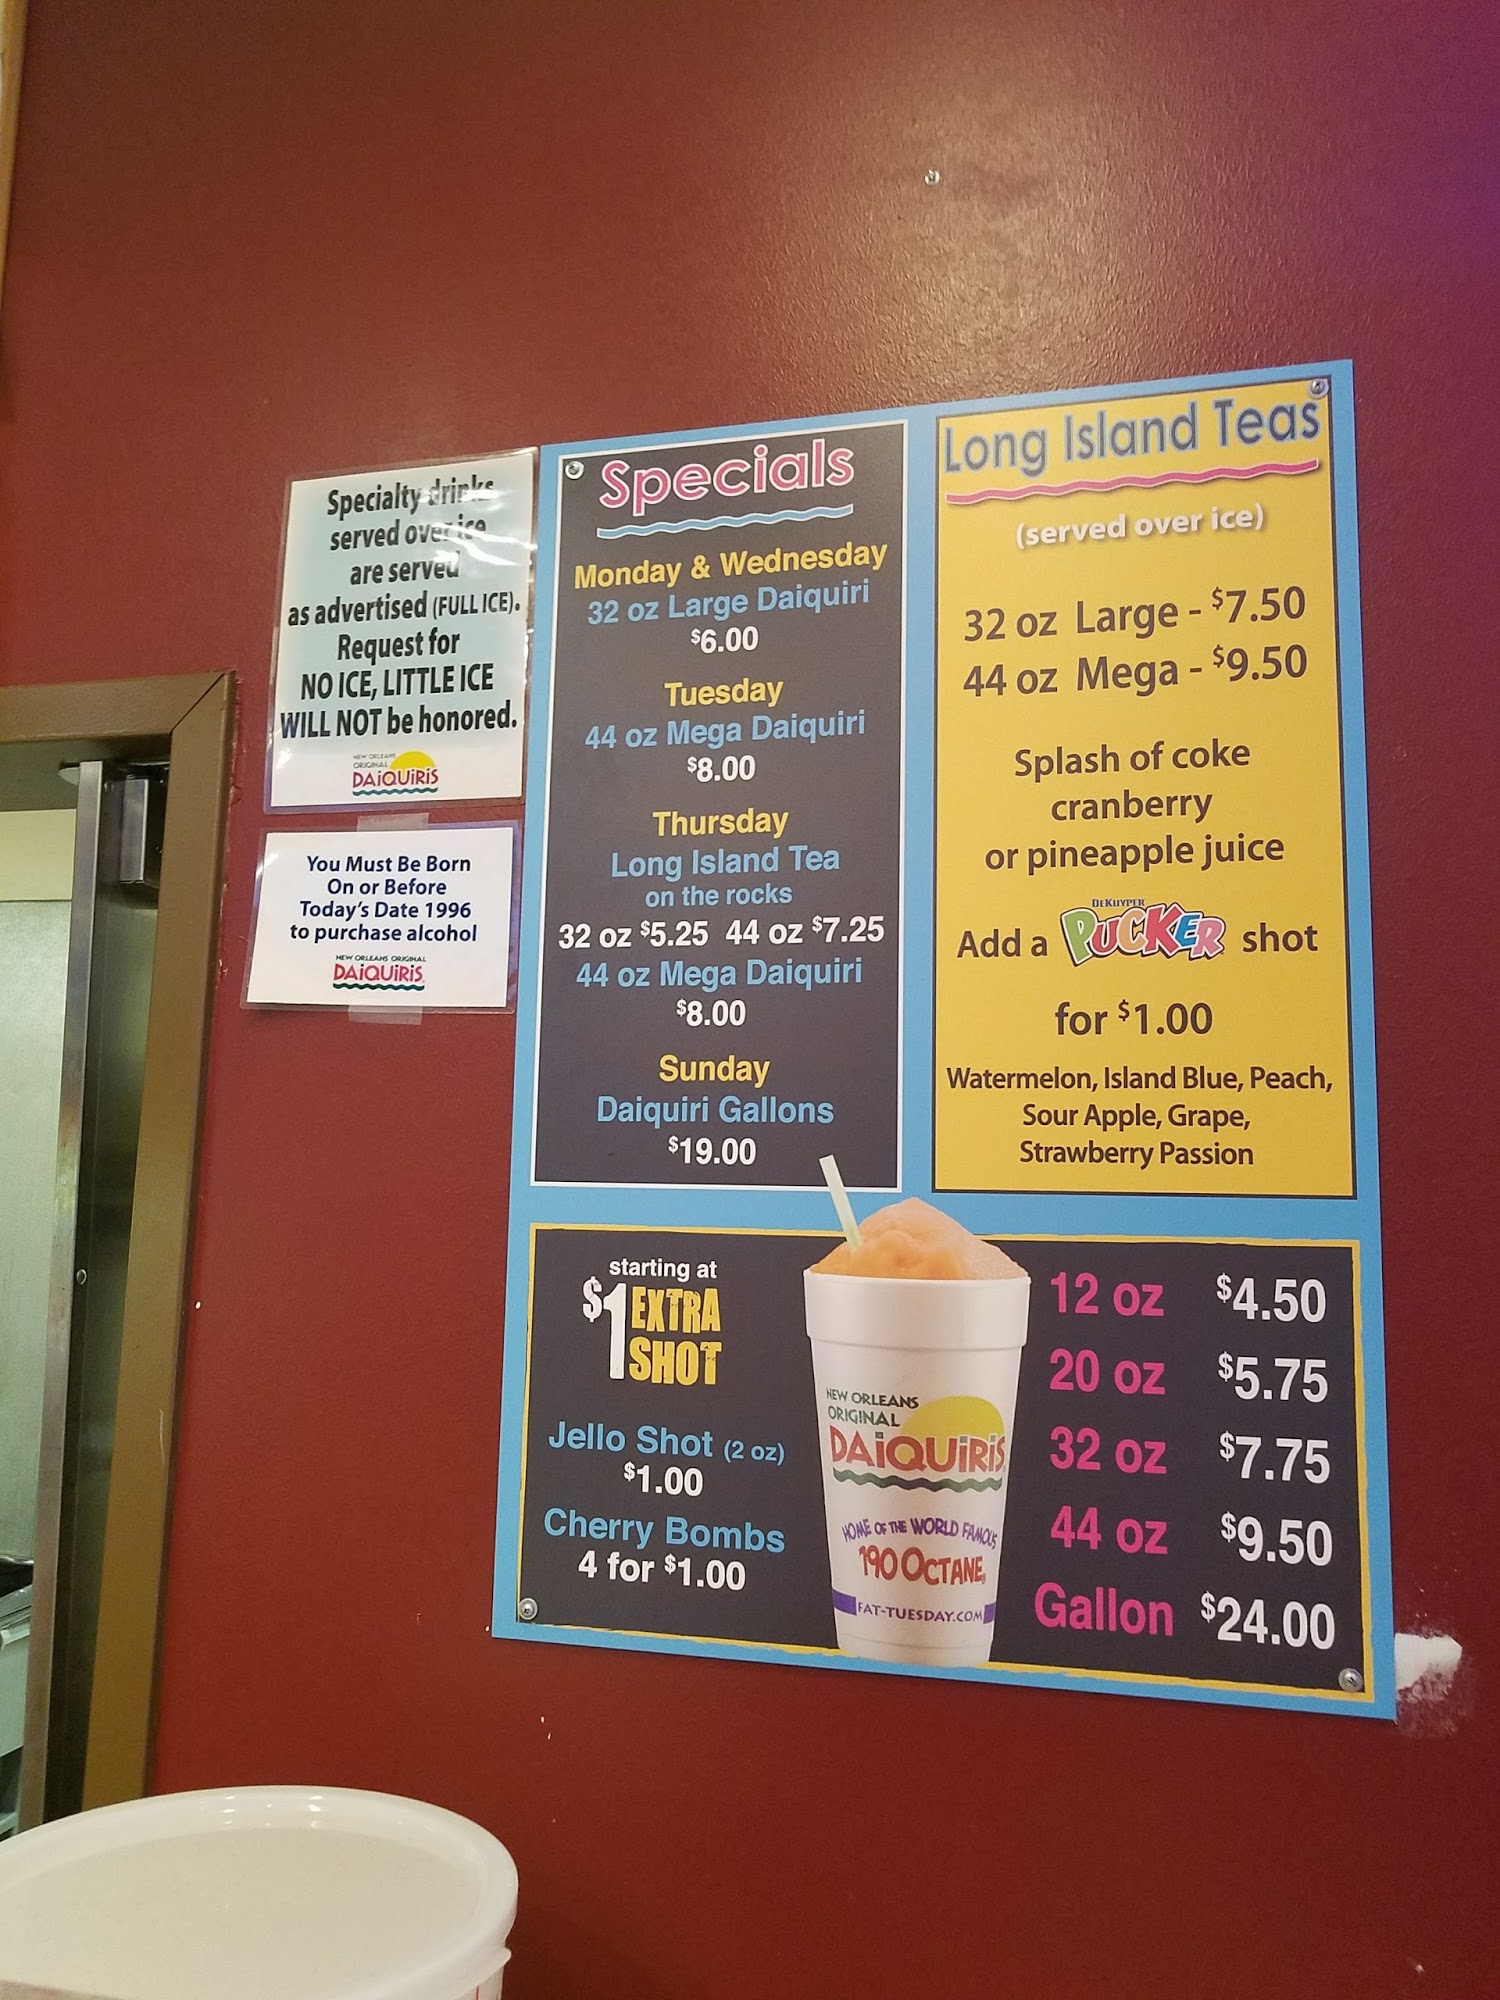 Specialty drinks
served over ice
are served
as advertised (FULL ICE).
Request for
NO ICE, LITTLE ICE
WILL NOT be honored.
NEW ORLEANS
ORIGINAL
DAiQUiRiS
You Must Be Born
On or Before
Today's Date 1996
to purchase alcohol
NEW ORLEANS ORIGINAL
DAiQUiRiS
Specials
Monday & Wednesday
32 oz Large Daiquiri
$6.00
Tuesday
44 oz Mega Daiquiri
$8.00
Thursday
Long Island Tea
on the rocks
32 oz $5.25 44 oz $7.25
44 oz Mega Daiquiri
$8.00
Sunday
Daiquiri Gallons
$19.00
Long Island Teas
(served over ice)
32 oz Large - $7.50
44 oz Mega - $9.50
Splash of coke
cranberry
or pineapple juice
DEKUYPER
Add a PUCKER shot
for $1.00
Watermelon, Island Blue, Peach,
Sour Apple, Grape,
Strawberry Passion
starting at
$1 EXTRA
SHOT
Jello Shot (2 oz)
$1.00
Cherry Bombs
4 for $1.00
NEW ORLEANS
ORIGINAL
DAiQUiRiS
HOME OF THE WORLD FAMOUS
190 OCTANE
FAT-TUESDAY.COM
12 oz $4.50
20 oz $5.75
32 oz $7.75
44 oz $9.50
Gallon $24.00